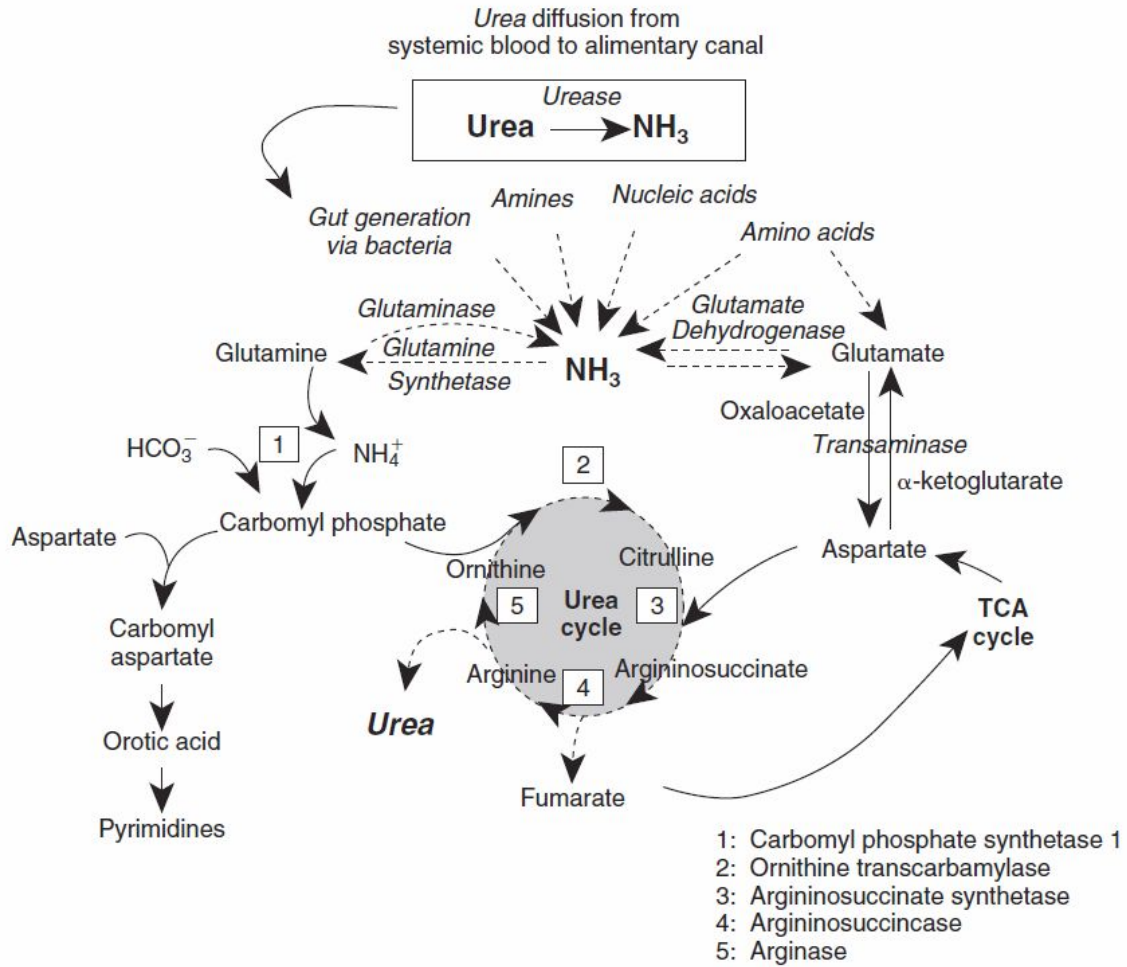 Urea diffusion from
systemic blood to alimentary canal
Urease
Urea NH₃
Gut generation
via bacteria
Amines
Nucleic acids
Amino acids
Glutaminase
Glutamine
Glutamine
Synthetase
NH₃
Glutamate
Dehydrogenase
Glutamate
Oxaloacetate
Transaminase
α-ketoglutarate
HCO₃⁻
1
NH₄⁺
2
Aspartate
Carbomyl phosphate
Aspartate
Ornithine
Citrulline
5
Urea
cycle
3
TCA
cycle
Carbomyl
aspartate
Arginine
4
Argininosuccinate
Urea
Orotic acid
Fumarate
Pyrimidines
1: Carbomyl phosphate synthetase 1
2: Ornithine transcarbamylase
3: Argininosuccinate synthetase
4: Argininosuccincase
5: Arginase